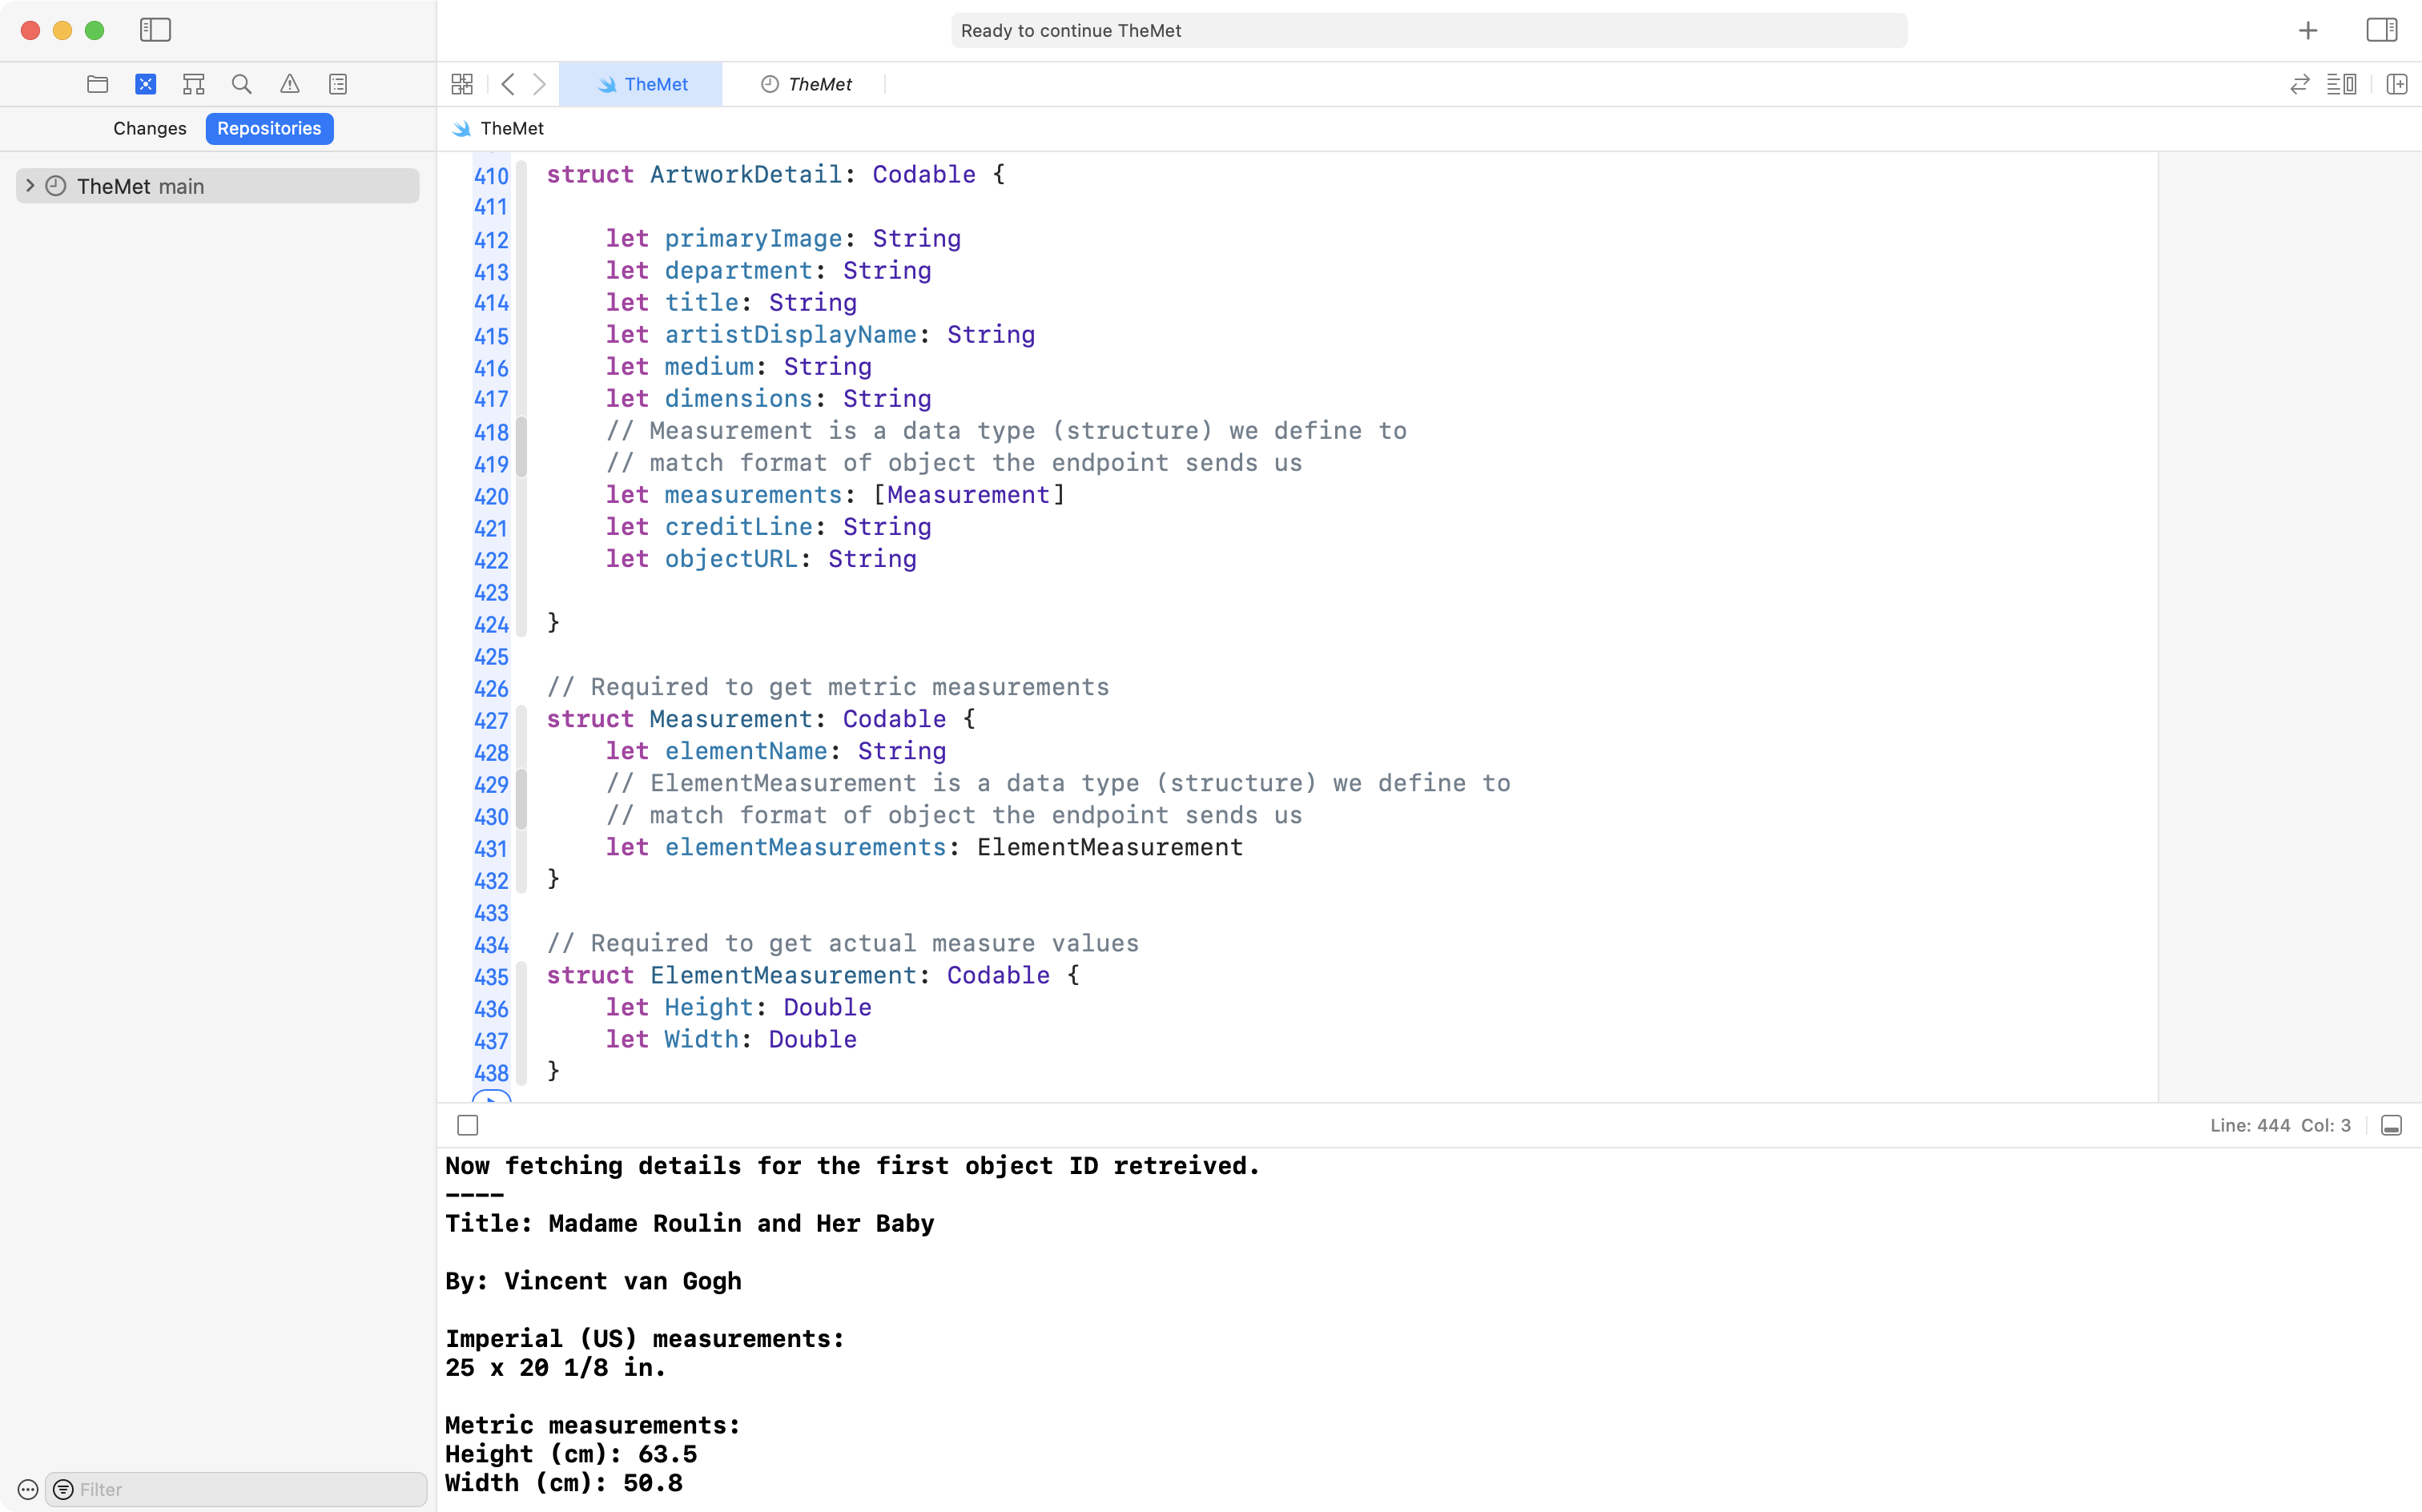 Ready to continue TheMet
TheMet
TheMet
Changes
Repositories
TheMet
TheMet main
410 struct ArtworkDetail: Codable {
411
412 let primaryImage: String
413 let department: String
414 let title: String
415 let artistDisplayName: String
416 let medium: String
417 let dimensions: String
418 // Measurement is a data type (structure) we define to
419 // match format of object the endpoint sends us
420 let measurements: [Measurement]
421 let creditLine: String
422 let objectURL: String
423
424 }
425
426 // Required to get metric measurements
427 struct Measurement: Codable {
428 let elementName: String
429 // ElementMeasurement is a data type (structure) we define to
430 // match format of object the endpoint sends us
431 let elementMeasurements: ElementMeasurement
432 }
433
434 // Required to get actual measure values
435 struct ElementMeasurement: Codable {
436 let Height: Double
437 let Width: Double
438 }
Line: 444 Col: 3
Now fetching details for the first object ID retreived.
----
Title: Madame Roulin and Her Baby
By: Vincent van Gogh
Imperial (US) measurements:
25 x 20 1/8 in.
Metric measurements:
Height (cm): 63.5
Width (cm): 50.8
Filter